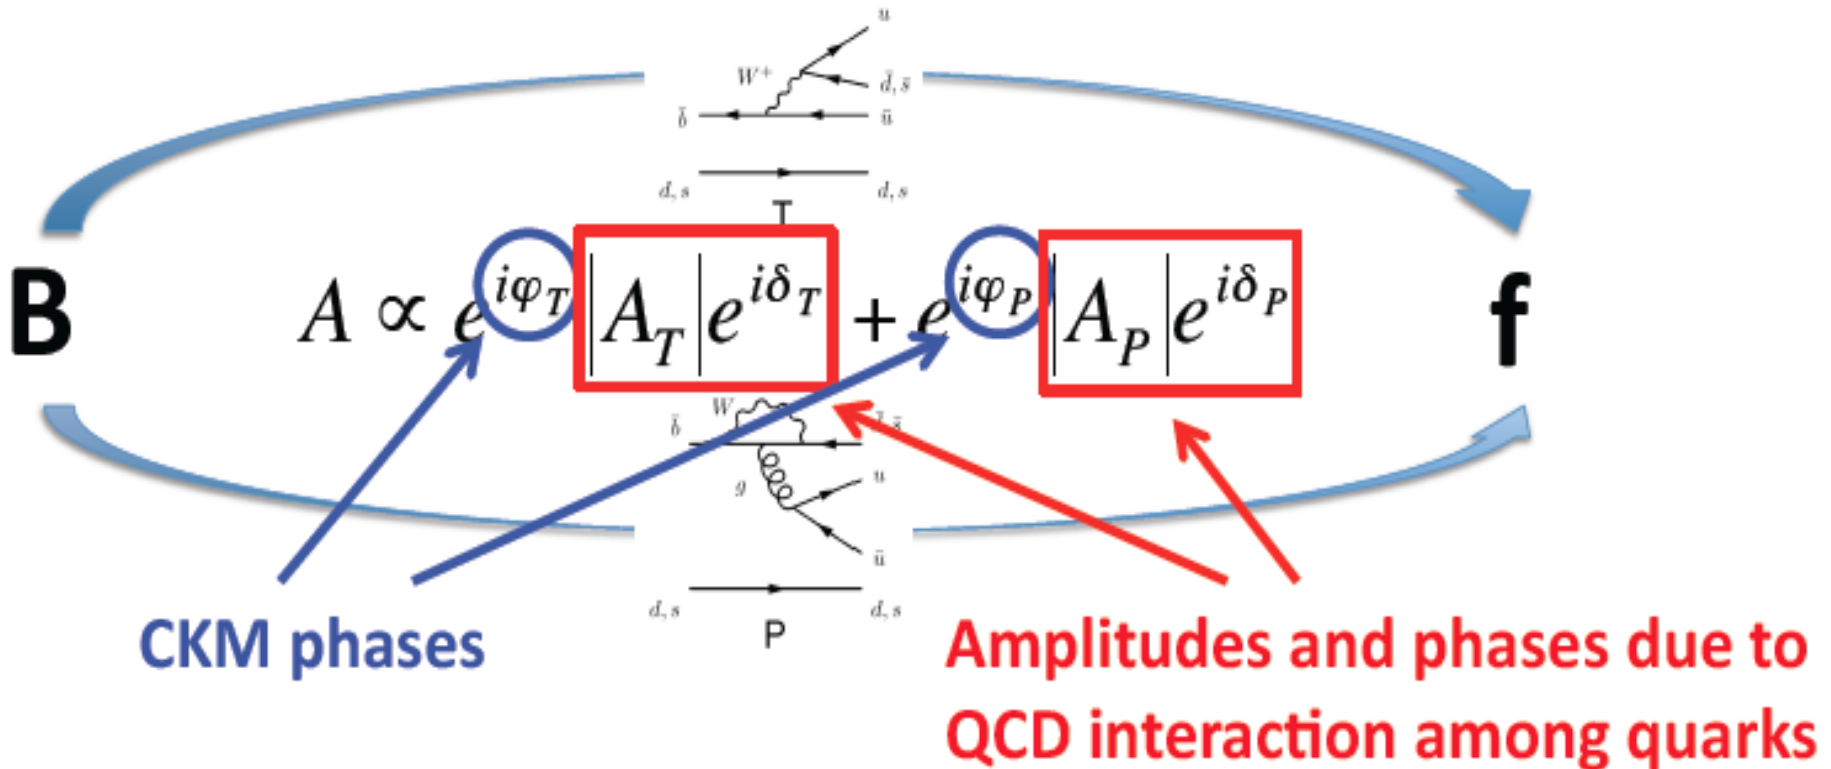 u
W⁺
d̄, s̄
b̄
ū
d, s
d, s
T
B
A ∝ e^{iφ_T} |A_T| e^{iδ_T} + e^{iφ_P} |A_P| e^{iδ_P}
f
W
b̄
s̄
g
u
ū
d, s
d, s
P
CKM phases
Amplitudes and phases due to
QCD interaction among quarks